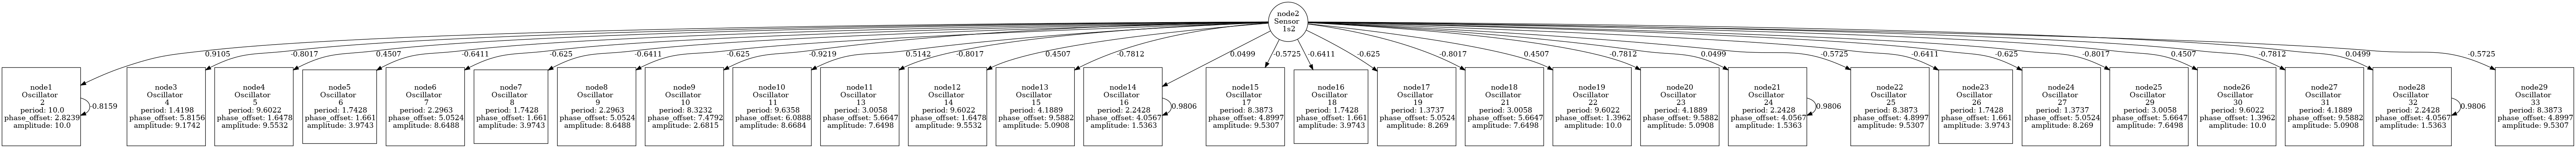 node2
Sensor
1s2
0.9105
-0.8017
0.4507
-0.6411
-0.625
-0.6411
-0.625
-0.9219
0.5142
-0.8017
0.4507
-0.7812
0.0499
-0.5725
-0.6411
-0.625
-0.8017
0.4507
-0.7812
0.0499
-0.5725
-0.6411
-0.625
-0.8017
0.4507
-0.7812
0.0499
-0.5725
node1
Oscillator
2
period: 10.0
phase_offset: 2.8239
amplitude: 10.0
-0.8159
node3
Oscillator
4
period: 1.4198
phase_offset: 5.8156
amplitude: 9.1742
node4
Oscillator
5
period: 9.6022
phase_offset: 1.6478
amplitude: 9.5532
node5
Oscillator
6
period: 1.7428
phase_offset: 1.661
amplitude: 3.9743
node6
Oscillator
7
period: 2.2963
phase_offset: 5.0524
amplitude: 8.6488
node7
Oscillator
8
period: 1.7428
phase_offset: 1.661
amplitude: 3.9743
node8
Oscillator
9
period: 2.2963
phase_offset: 5.0524
amplitude: 8.6488
node9
Oscillator
10
period: 8.3232
phase_offset: 7.4792
amplitude: 2.6815
node10
Oscillator
11
period: 9.6358
phase_offset: 6.0888
amplitude: 8.6684
node11
Oscillator
13
period: 3.0058
phase_offset: 5.6647
amplitude: 7.6498
node12
Oscillator
14
period: 9.6022
phase_offset: 1.6478
amplitude: 9.5532
node13
Oscillator
15
period: 4.1889
phase_offset: 9.5882
amplitude: 5.0908
node14
Oscillator
16
period: 2.2428
phase_offset: 4.0567
amplitude: 1.5363
0.9806
node15
Oscillator
17
period: 8.3873
phase_offset: 4.8997
amplitude: 9.5307
node16
Oscillator
18
period: 1.7428
phase_offset: 1.661
amplitude: 3.9743
node17
Oscillator
19
period: 1.3737
phase_offset: 5.0524
amplitude: 8.269
node18
Oscillator
21
period: 3.0058
phase_offset: 5.6647
amplitude: 7.6498
node19
Oscillator
22
period: 9.6022
phase_offset: 1.3962
amplitude: 10.0
node20
Oscillator
23
period: 4.1889
phase_offset: 9.5882
amplitude: 5.0908
node21
Oscillator
24
period: 2.2428
phase_offset: 4.0567
amplitude: 1.5363
0.9806
node22
Oscillator
25
period: 8.3873
phase_offset: 4.8997
amplitude: 9.5307
node23
Oscillator
26
period: 1.7428
phase_offset: 1.661
amplitude: 3.9743
node24
Oscillator
27
period: 1.3737
phase_offset: 5.0524
amplitude: 8.269
node25
Oscillator
29
period: 3.0058
phase_offset: 5.6647
amplitude: 7.6498
node26
Oscillator
30
period: 9.6022
phase_offset: 1.3962
amplitude: 10.0
node27
Oscillator
31
period: 4.1889
phase_offset: 9.5882
amplitude: 5.0908
node28
Oscillator
32
period: 2.2428
phase_offset: 4.0567
amplitude: 1.5363
0.9806
node29
Oscillator
33
period: 8.3873
phase_offset: 4.8997
amplitude: 9.5307